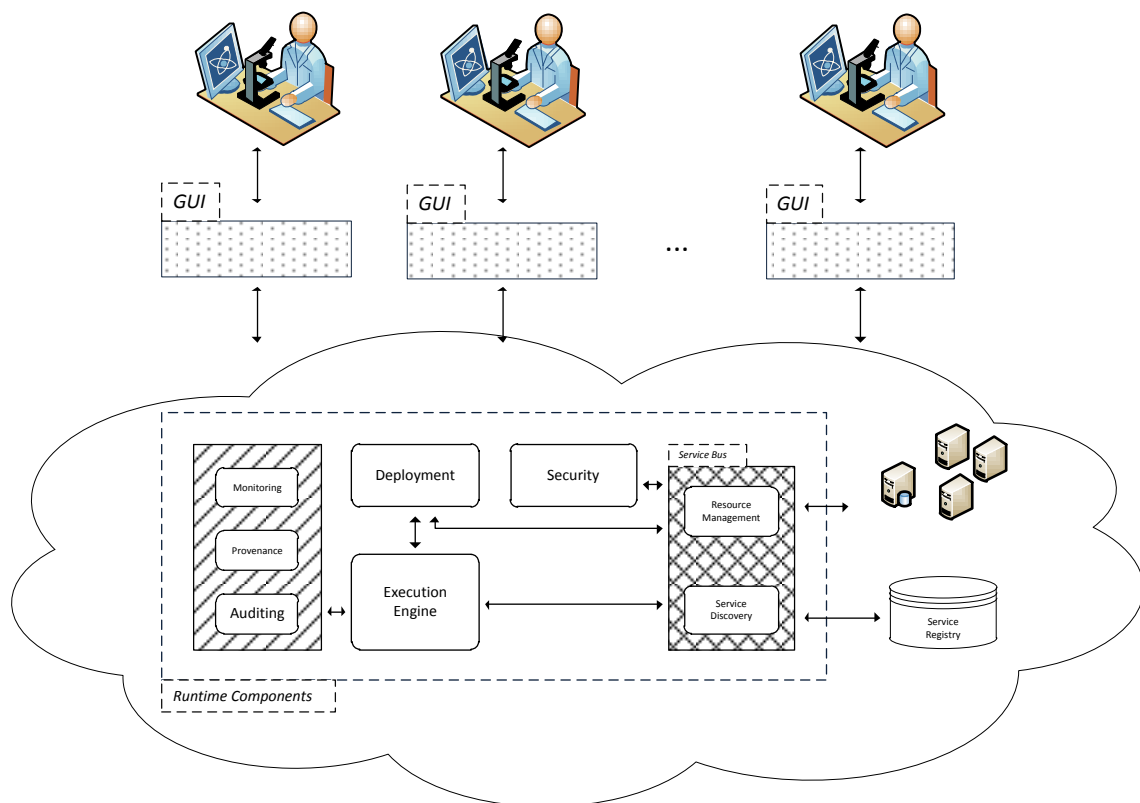 GUI
GUI
GUI
...
Service Bus
Monitoring
Deployment
Security
Resource
Management
Provenance
Execution
Engine
Auditing
Service
Discovery
Service
Registry
Runtime Components